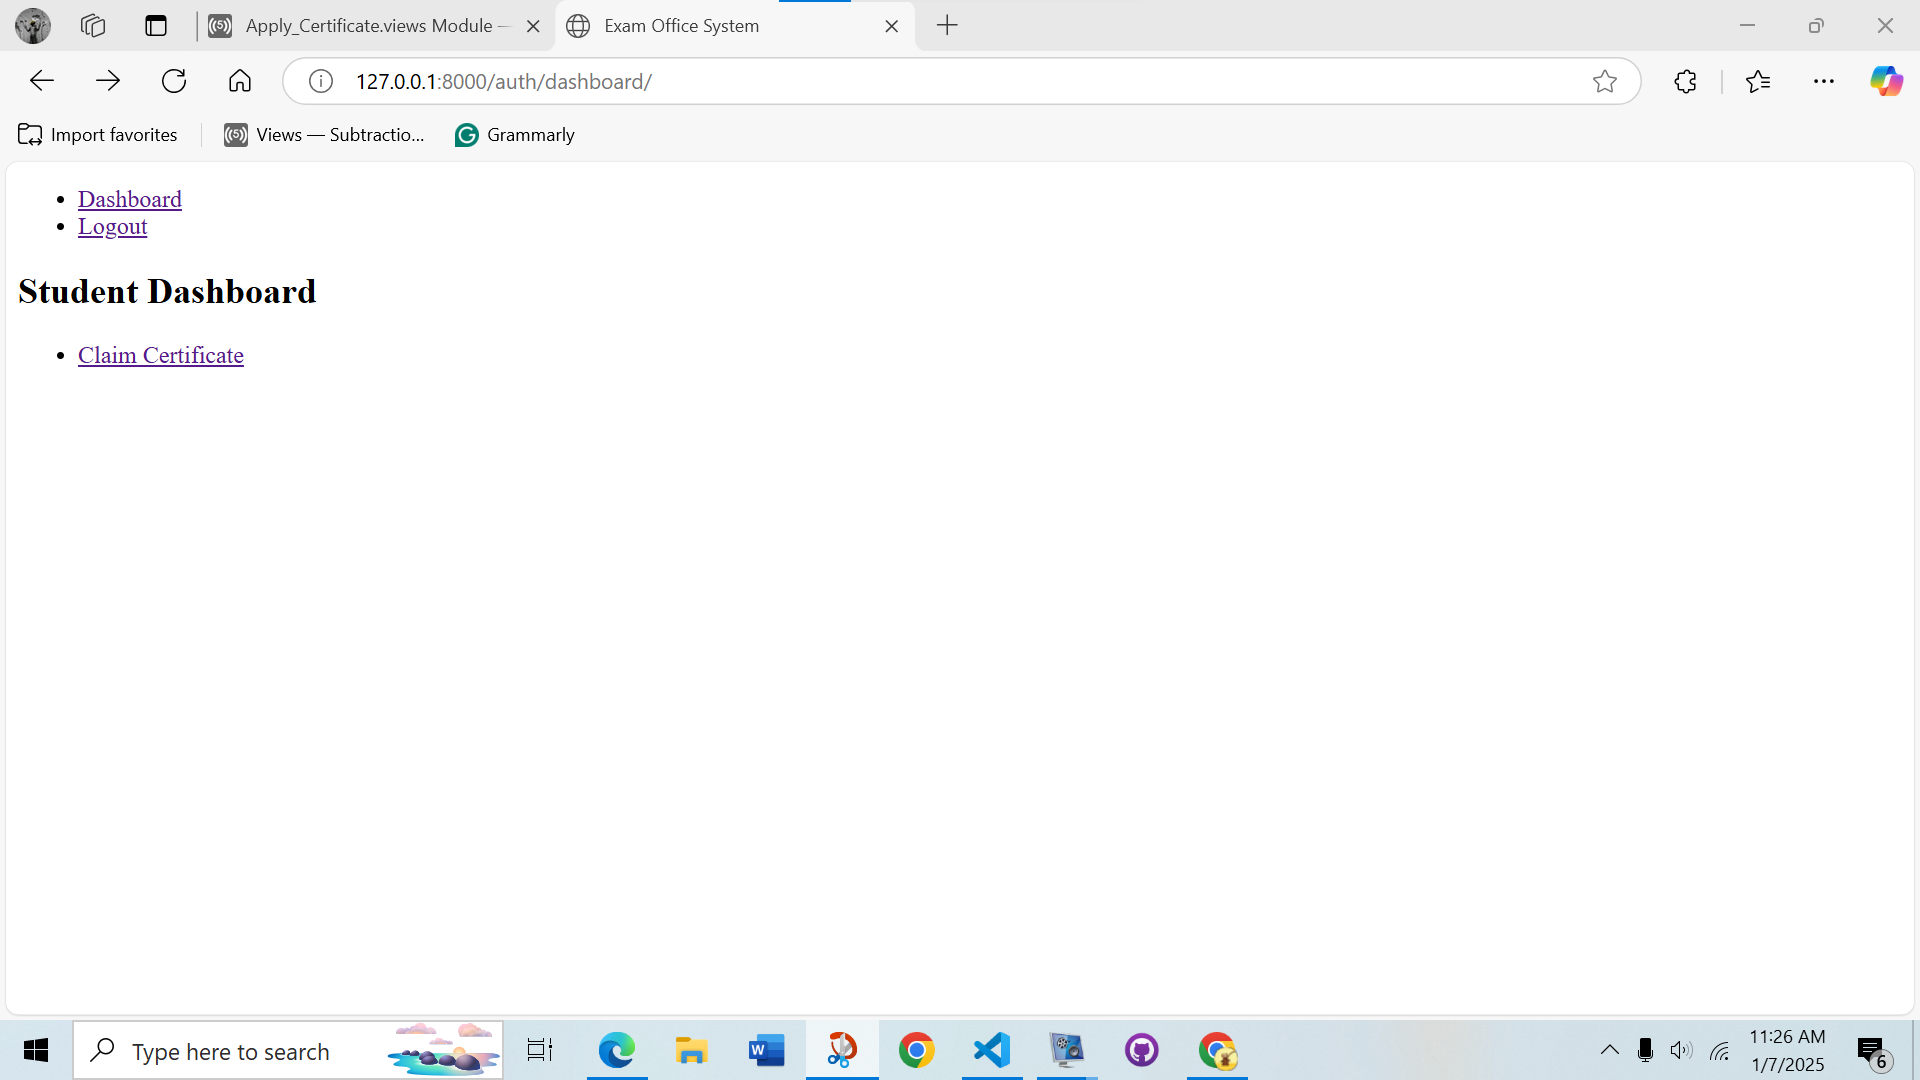 Apply_Certificate.views Module —
Exam Office System
127.0.0.1:8000/auth/dashboard/
Import favorites
Views — Subtractio...
Grammarly
Dashboard
Logout
Student Dashboard
Claim Certificate
Type here to search
11:26 AM
1/7/2025
6